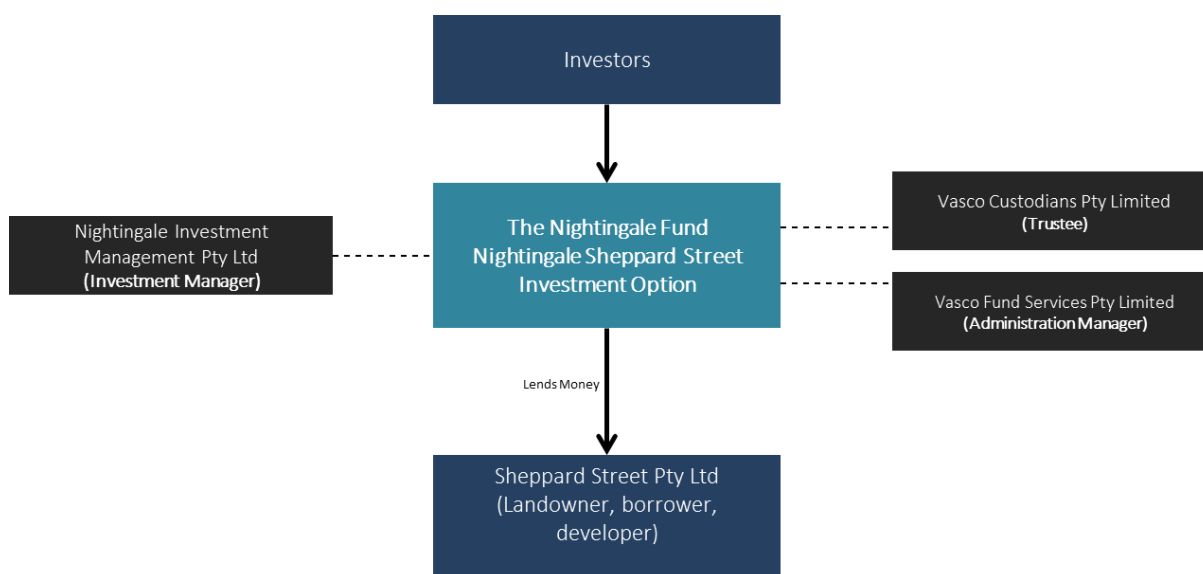 Investors
The Nightingale Fund
Nightingale Sheppard Street
Investment Option
Nightingale Investment
Management Pty Ltd
(Investment Manager)
Vasco Custodians Pty Limited
(Trustee)
Vasco Fund Services Pty Limited
(Administration Manager)
Lends Money
Sheppard Street Pty Ltd
(Landowner, borrower,
developer)